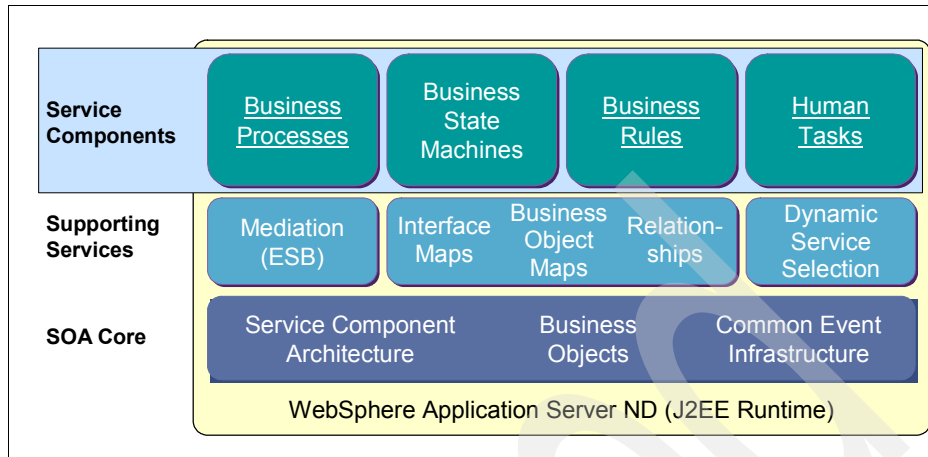 Service
Components
Business
Processes
Business
State
Machines
Business
Rules
Human
Tasks
Supporting
Services
Mediation
(ESB)
Interface
Maps
Business
Object
Maps
Relation-
ships
Dynamic
Service
Selection
SOA Core
Service Component
Architecture
Business
Objects
Common Event
Infrastructure
WebSphere Application Server ND (J2EE Runtime)